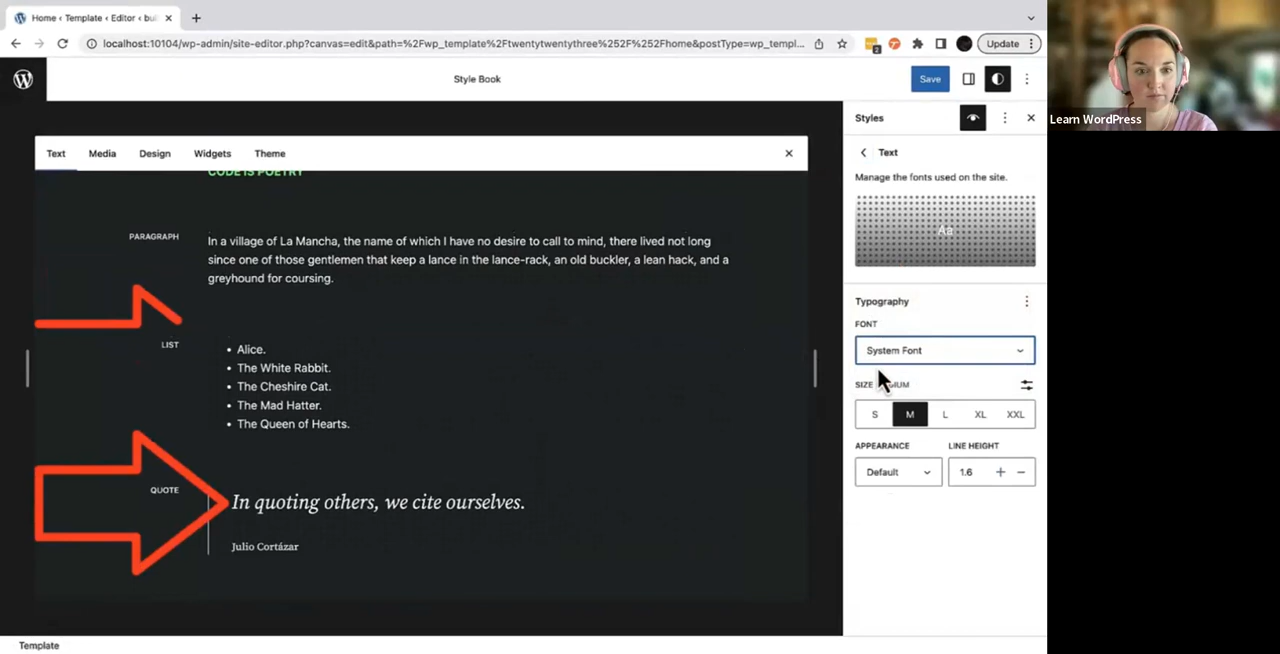 Home ‹ Template ‹ Editor ‹ bui
localhost:10104/wp-admin/site-editor.php?canvas=edit&path=%2Fwp_template%2Ftwentytwentythree%252F%252Fhome&postType=wp_templ...
2
Update
Style Book
Save
Learn WordPress
Styles
Text
Media
Design
Widgets
Theme
Text
Manage the fonts used on the site.
Aa
CODE IS POETRY
PARAGRAPH
In a village of La Mancha, the name of which I have no desire to call to mind, there lived not long
since one of those gentlemen that keep a lance in the lance-rack, an old buckler, a lean hack, and a
greyhound for coursing.
LIST
Alice.
The White Rabbit.
The Cheshire Cat.
The Mad Hatter.
The Queen of Hearts.
QUOTE
In quoting others, we cite ourselves.
Julio Cortázar
Typography
FONT
System Font
SIZE
S
M
L
XL
XXL
APPEARANCE
LINE HEIGHT
Default
1.6
Template